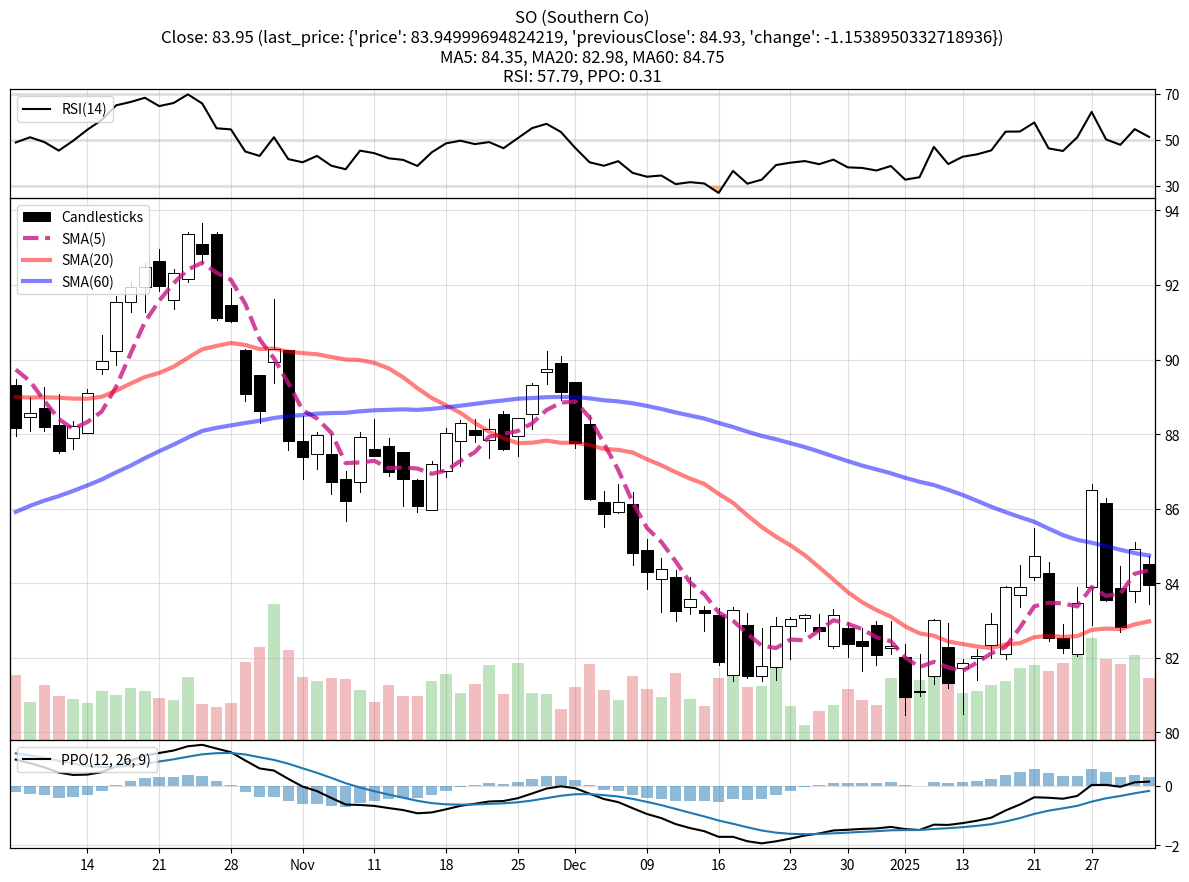 SO (Southern Co)
Close: 83.95 (last_price: {'price': 83.94999694824219, 'previousClose': 84.93, 'change': -1.1538950332718936})
MA5: 84.35, MA20: 82.98, MA60: 84.75
RSI: 57.79, PPO: 0.31
RSI(14)
70
50
30
Candlesticks
SMA(5)
SMA(20)
SMA(60)
94
92
90
88
86
84
82
80
PPO(12, 26, 9)
0
−2
14 21 28 Nov 11 18 25 Dec 09 16 23 30 2025 13 21 27